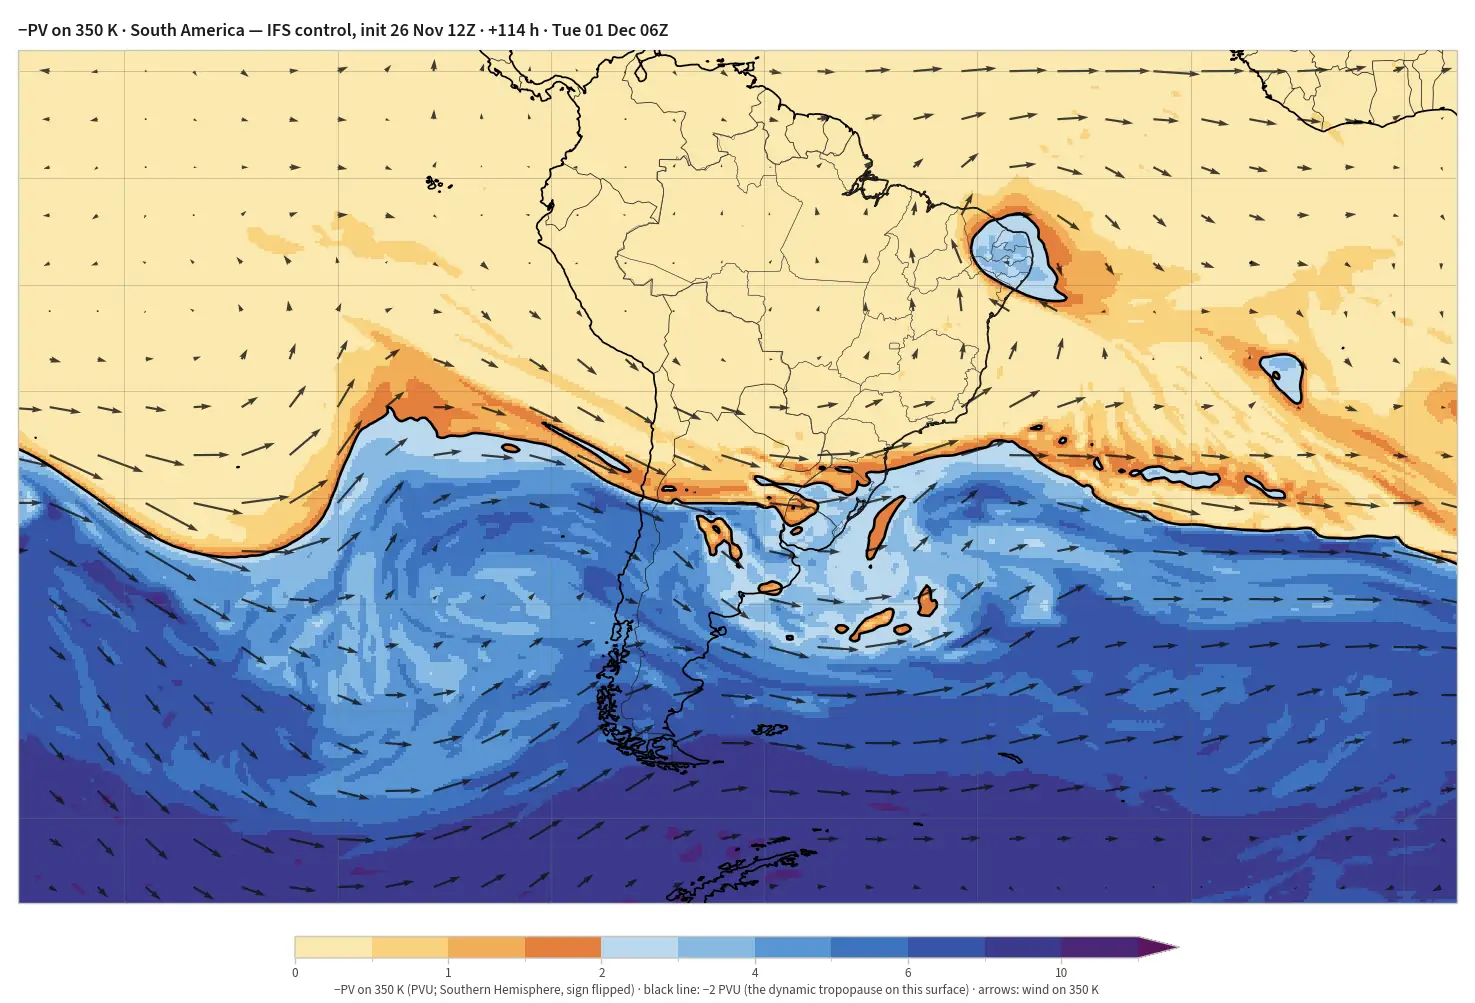 −PV on 350 K · South America — IFS control, init 26 Nov 12Z · +114 h · Tue 01 Dec 06Z
0 1 2 4 6 10
−PV on 350 K (PVU; Southern Hemisphere, sign flipped) · black line: −2 PVU (the dynamic tropopause on this surface) · arrows: wind on 350 K